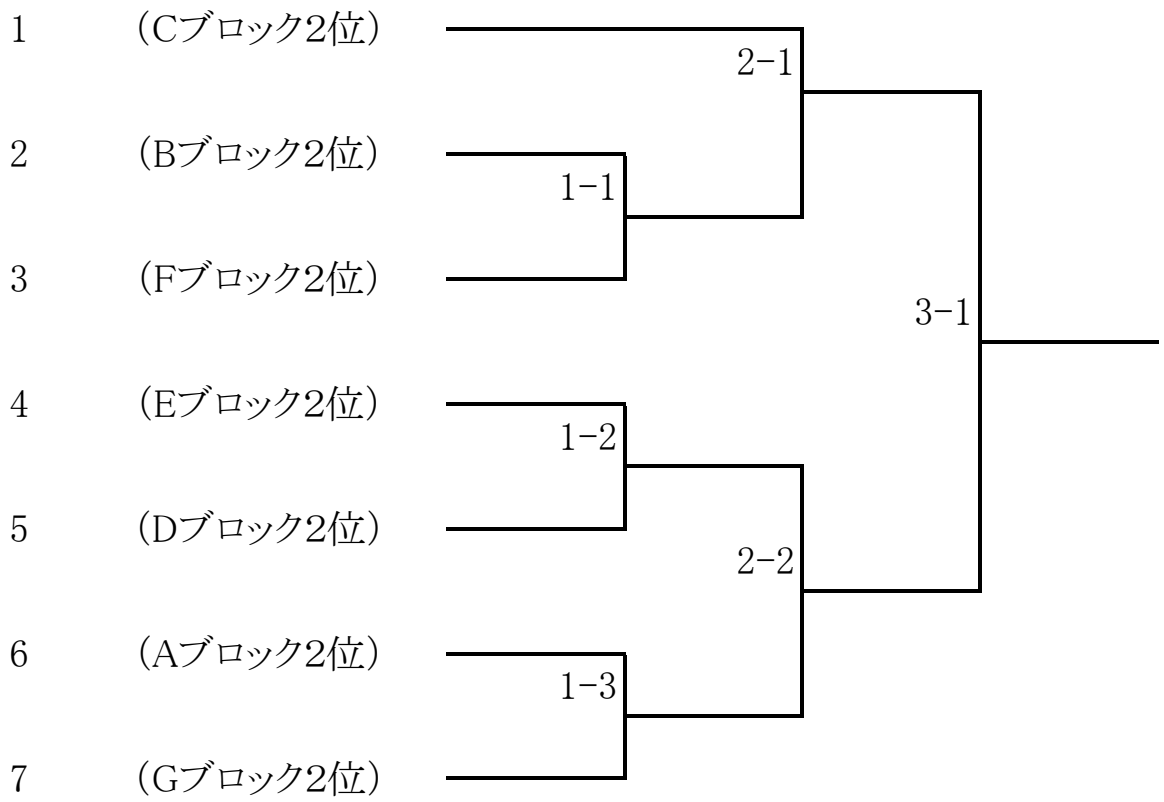 1 (Cブロック2位)
2-1
2 (Bブロック2位)
1-1
3 (Fブロック2位)
3-1
4 (Eブロック2位)
1-2
5 (Dブロック2位)
2-2
6 (Aブロック2位)
1-3
7 (Gブロック2位)